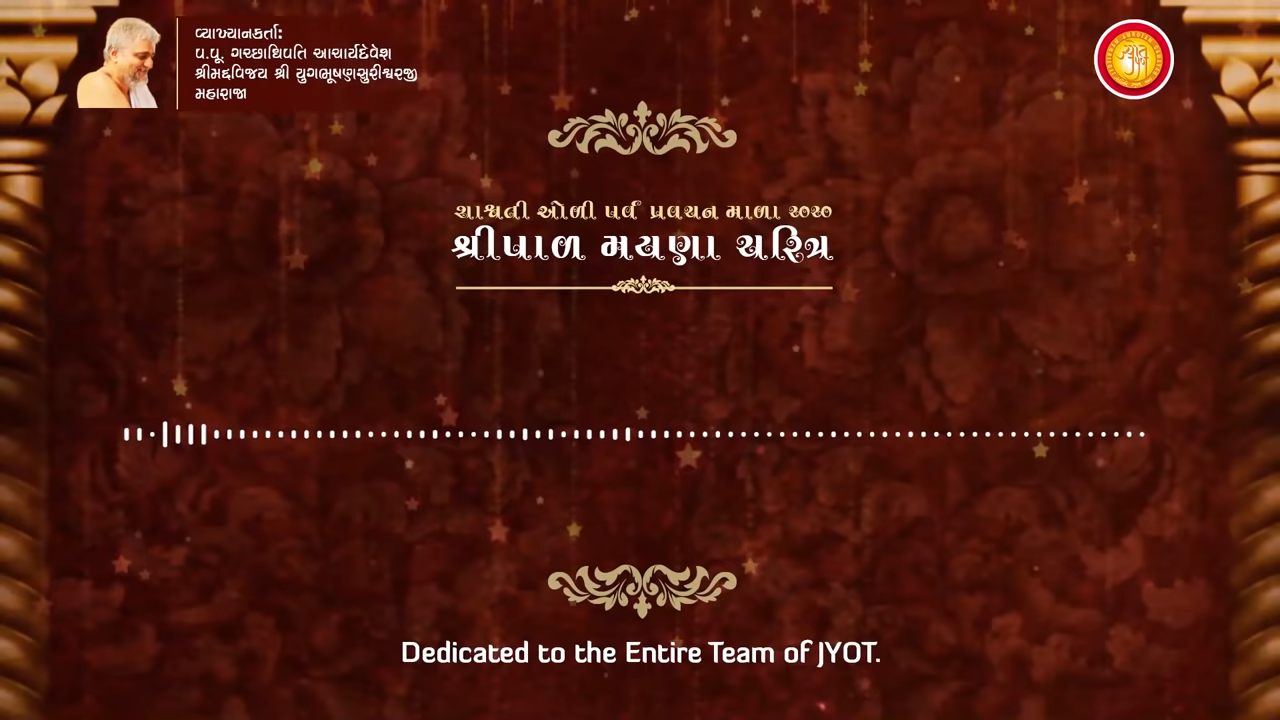 વ્યાખ્યાનકર્તા:
પ.પૂ. ગચ્છાધિપતિ આચાર્યદેવેશ
શ્રીમદ્દવિજય શ્રી યુગભૂષણસુરીશ્વરજી
મહારાજા
શાશ્વતી ઓળી પર્વ પ્રવચન માળા ૨૦૨૦
શ્રીપાળ મયણા ચરિત્ર
Dedicated to the Entire Team of JYOT.